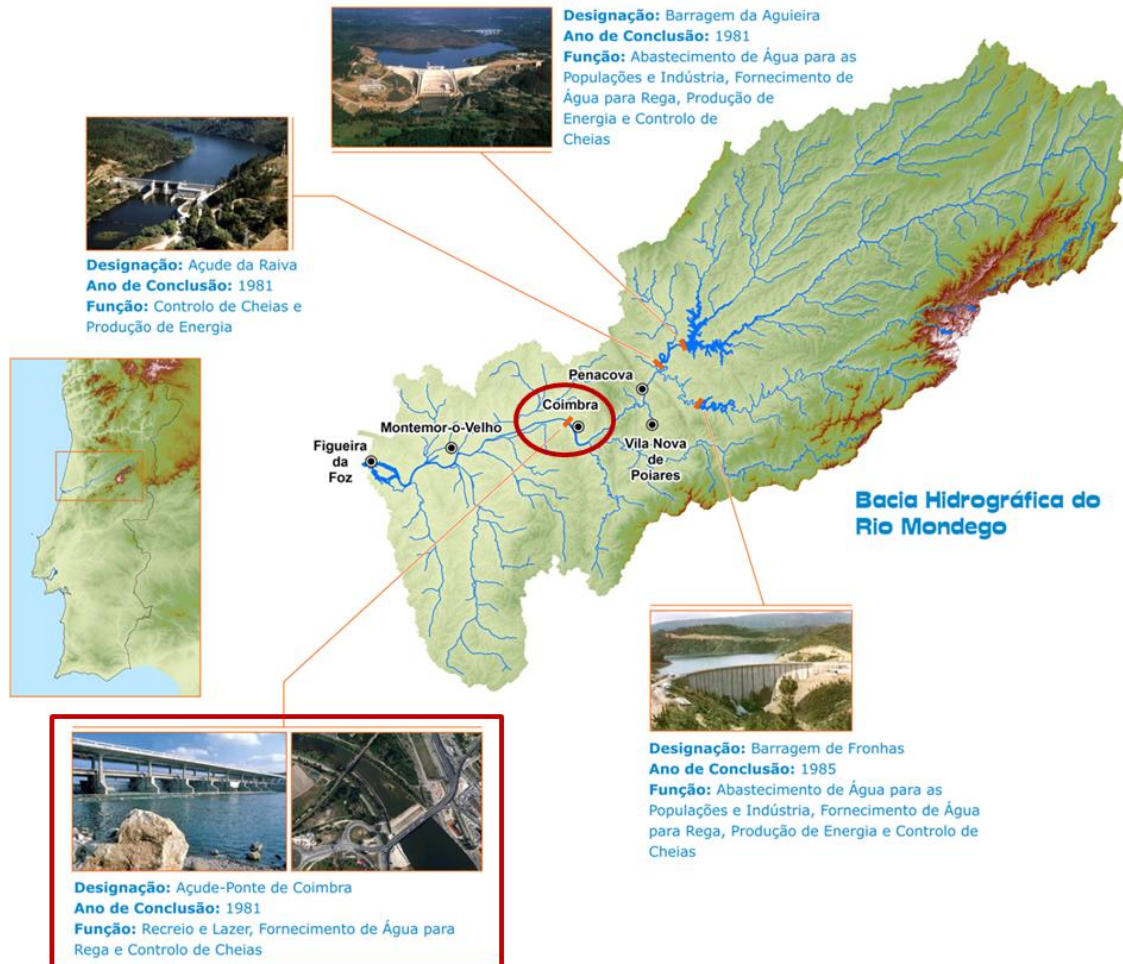 Designação: Barragem da Aguieira
Ano de Conclusão: 1981
Função: Abastecimento de Água para as
Populações e Indústria, Fornecimento de
Água para Rega, Produção de
Energia e Controlo de
Cheias
Designação: Açude da Raiva
Ano de Conclusão: 1981
Função: Controlo de Cheias e
Produção de Energia
Penacova
Coimbra
Montemor-o-Velho
Figueira
da
Foz
Vila Nova
de
Poiares
Bacia Hidrográfica do
Rio Mondego
Designação: Barragem de Fronhas
Ano de Conclusão: 1985
Função: Abastecimento de Água para as
Populações e Indústria, Fornecimento de Água
para Rega, Produção de Energia e Controlo de
Cheias
Designação: Açude-Ponte de Coimbra
Ano de Conclusão: 1981
Função: Recreio e Lazer, Fornecimento de Água para
Rega e Controlo de Cheias